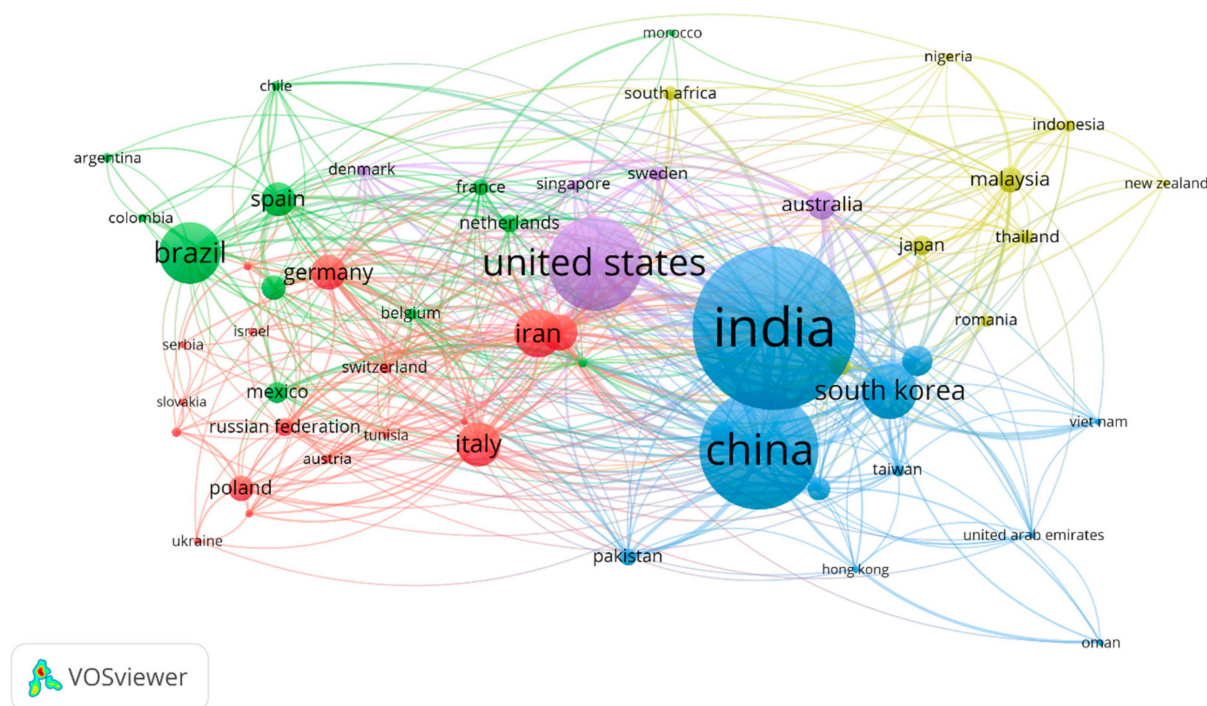 morocco
nigeria
chile
south africa
indonesia
argentina
denmark
france
singapore
sweden
malaysia
new zealand
spain
colombia
netherlands
australia
thailand
japan
brazil
germany
united states
belgium
india
romania
israel
iran
serbia
switzerland
mexico
south korea
slovakia
russian federation
tunisia
italy
china
viet nam
austria
taiwan
poland
ukraine
pakistan
united arab emirates
hong kong
oman
VOSviewer